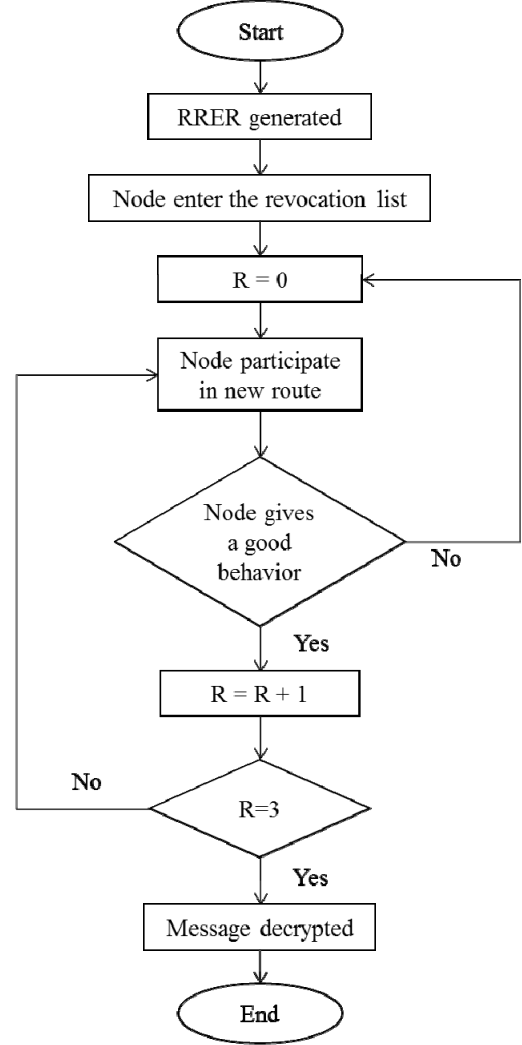 Start
RRER generated
Node enter the revocation list
R = 0
Node participate
in new route
Node gives
a good
behavior
No
Yes
R = R + 1
No
R=3
Yes
Message decrypted
End